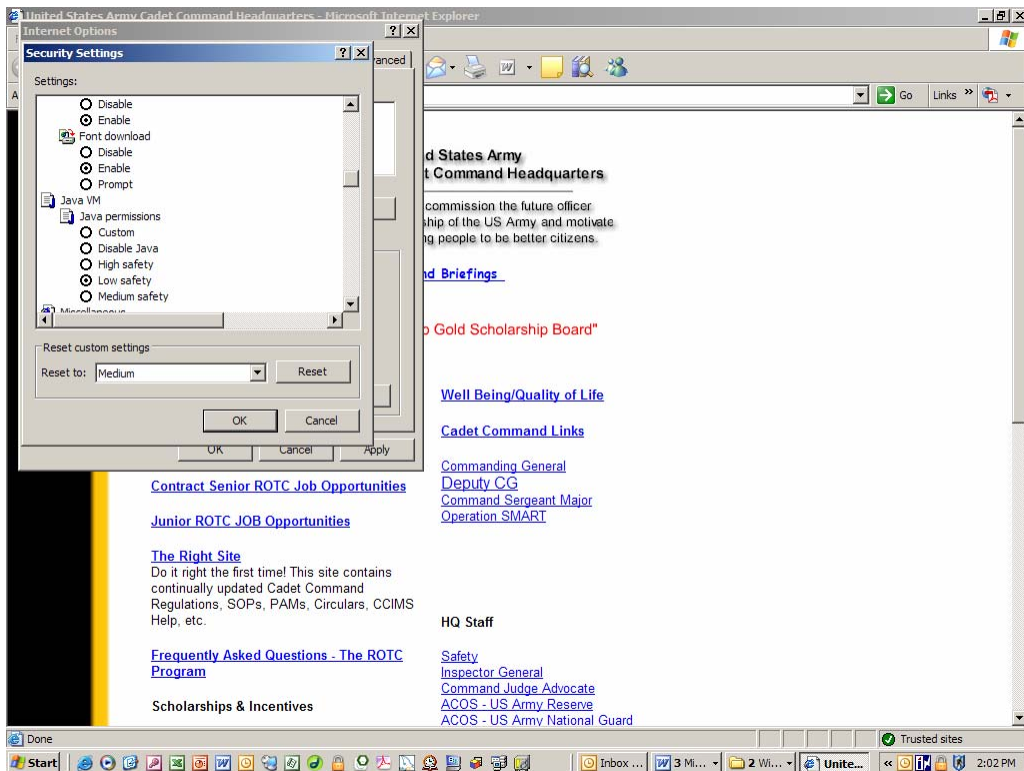 United States Army Cadet Command Headquarters - Microsoft Internet Explorer
Internet Options
Security Settings
Settings:
Disable
Enable
Font download
Disable
Enable
Prompt
Java VM
Java permissions
Custom
Disable Java
High safety
Low safety
Medium safety
Miscellaneous
Reset custom settings
Reset to: Medium Reset
OK Cancel
OK Cancel Apply
anced
Go Links »
d States Army
t Command Headquarters
commission the future officer
ship of the US Army and motivate
ng people to be better citizens.
nd Briefings
o Gold Scholarship Board"
Well Being/Quality of Life
Cadet Command Links
Commanding General
Deputy CG
Command Sergeant Major
Operation SMART
Contract Senior ROTC Job Opportunities
Junior ROTC JOB Opportunities
The Right Site
Do it right the first time! This site contains
continually updated Cadet Command
Regulations, SOPs, PAMs, Circulars, CCIMS
Help, etc.
Frequently Asked Questions - The ROTC
Program
Scholarships & Incentives
HQ Staff
Safety
Inspector General
Command Judge Advocate
ACOS - US Army Reserve
ACOS - US Army National Guard
Done Trusted sites
Start Inbox ... 3 Mi... 2 Wi... Unite... « 2:02 PM